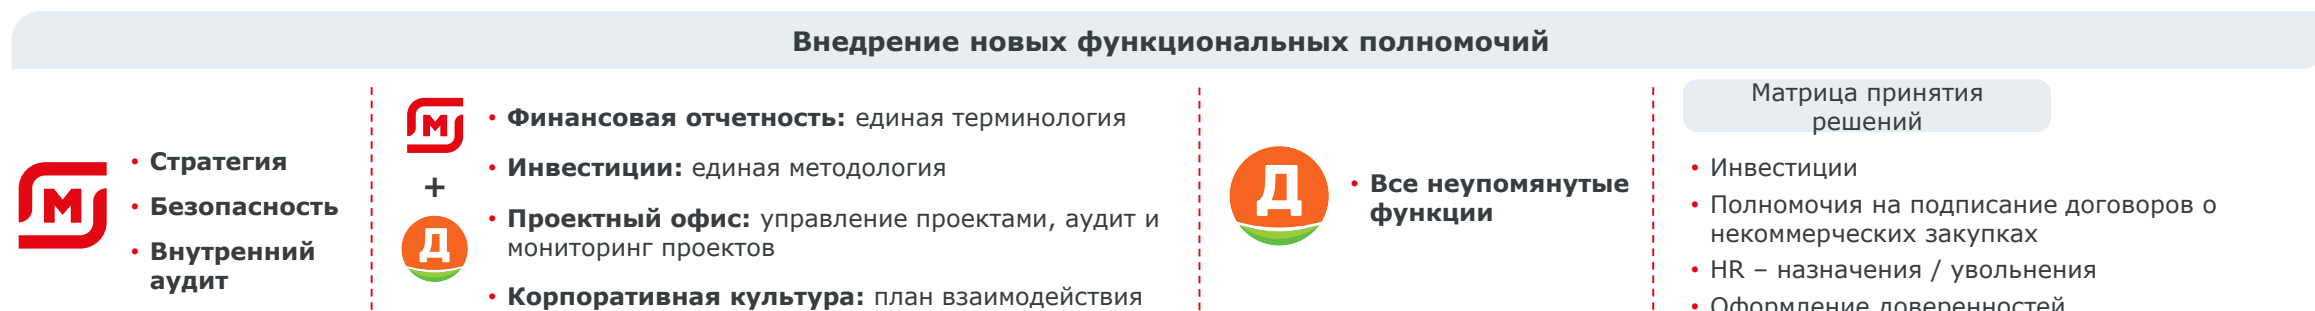 Внедрение новых функциональных полномочий
М
• Стратегия
• Безопасность
• Внутренний
аудит
М
+
Д
• Финансовая отчетность: единая терминология
• Инвестиции: единая методология
• Проектный офис: управление проектами, аудит и
мониторинг проектов
• Корпоративная культура: план взаимодействия
Д
• Все неупомянутые
функции
Матрица принятия
решений
• Инвестиции
• Полномочия на подписание договоров о
некоммерческих закупках
• HR – назначения / увольнения
• Оформление доверенностей